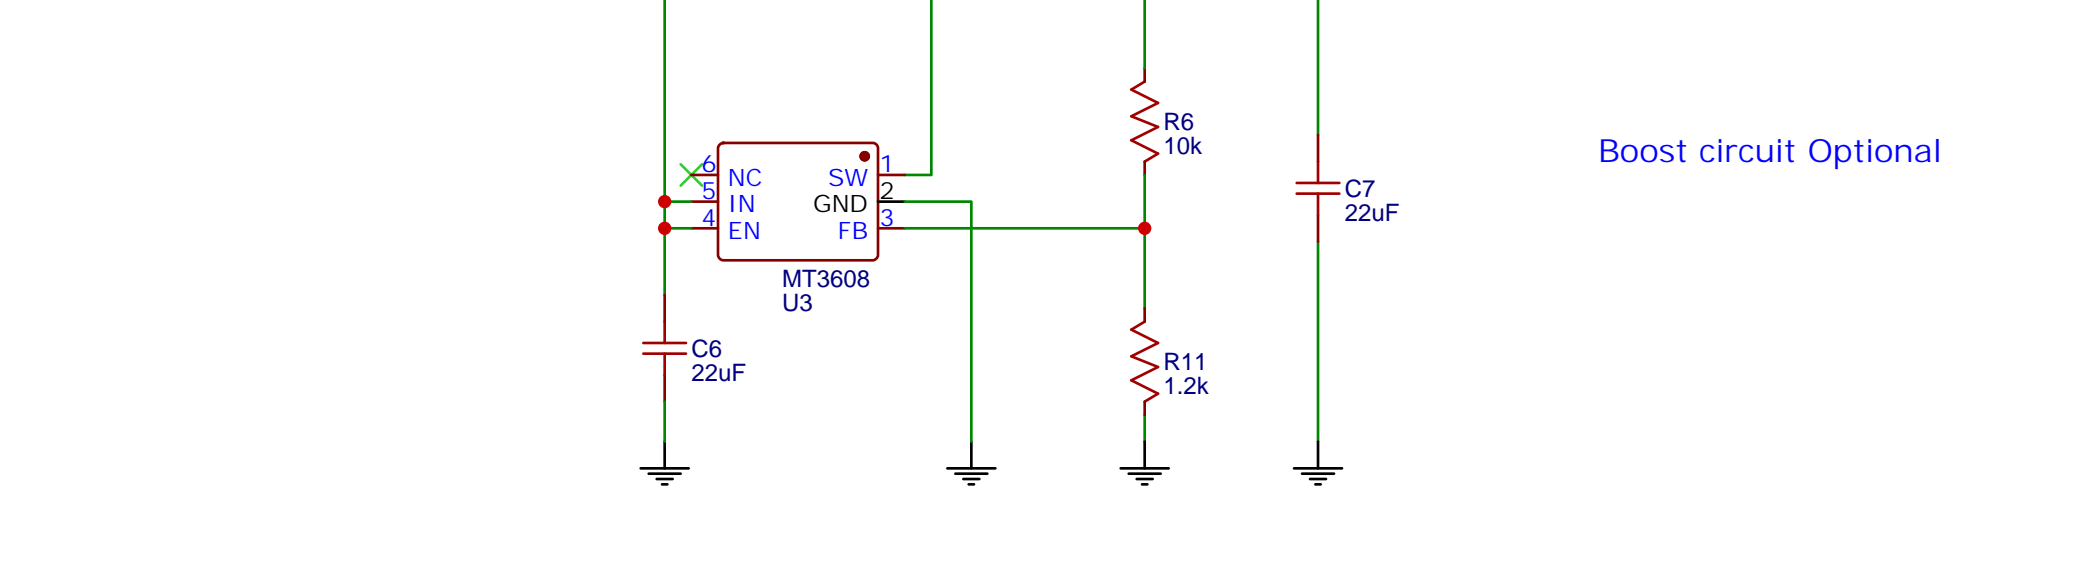 R6
10k
Boost circuit Optional
6
NC
SW
1
5
IN
GND
2
4
EN
FB
3
C7
22uF
MT3608
U3
C6
22uF
R11
1.2k